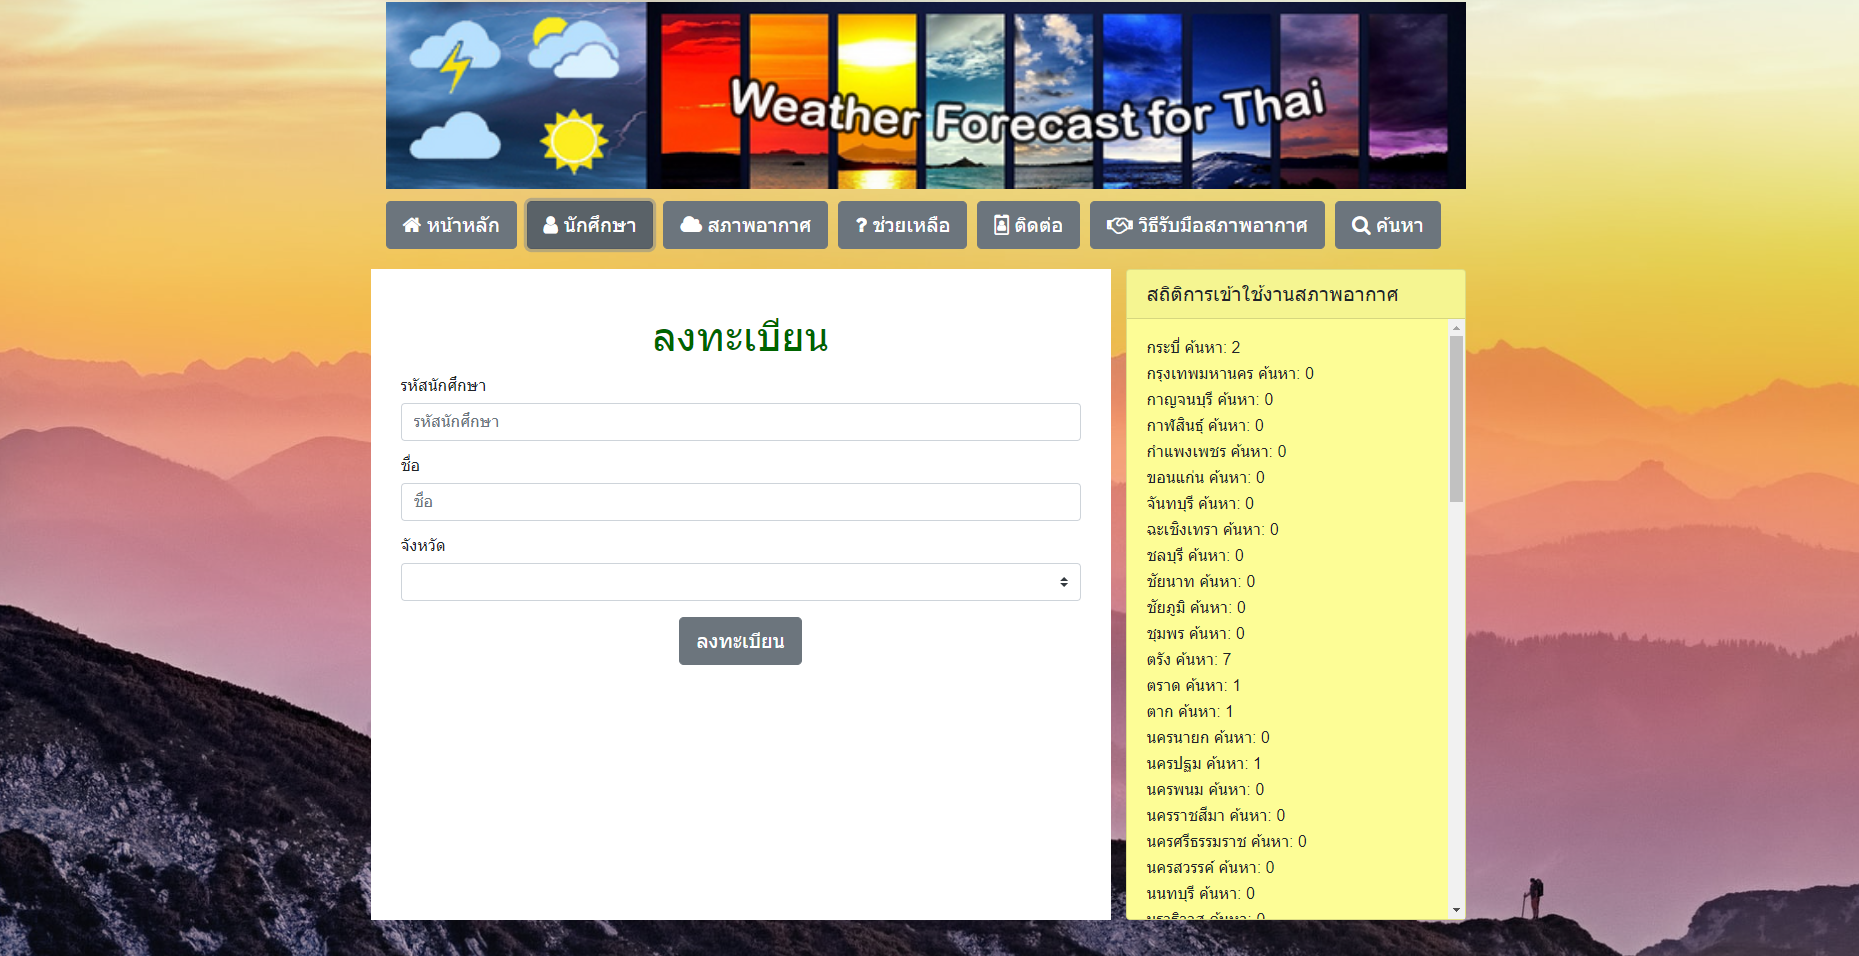 Weather Forecast for Thai
หน้าหลัก นักศึกษา สภาพอากาศ ? ช่วยเหลือ ติดต่อ วิธีรับมือสภาพอากาศ ค้นหา
ลงทะเบียน
รหัสนักศึกษา
รหัสนักศึกษา
ชื่อ
ชื่อ
จังหวัด
ลงทะเบียน
สถิติการเข้าใช้งานสภาพอากาศ
กระบี่ ค้นหา: 2
กรุงเทพมหานคร ค้นหา: 0
กาญจนบุรี ค้นหา: 0
กาฬสินธุ์ ค้นหา: 0
กำแพงเพชร ค้นหา: 0
ขอนแก่น ค้นหา: 0
จันทบุรี ค้นหา: 0
ฉะเชิงเทรา ค้นหา: 0
ชลบุรี ค้นหา: 0
ชัยนาท ค้นหา: 0
ชัยภูมิ ค้นหา: 0
ชุมพร ค้นหา: 0
ตรัง ค้นหา: 7
ตราด ค้นหา: 1
ตาก ค้นหา: 1
นครนายก ค้นหา: 0
นครปฐม ค้นหา: 1
นครพนม ค้นหา: 0
นครราชสีมา ค้นหา: 0
นครศรีธรรมราช ค้นหา: 0
นครสวรรค์ ค้นหา: 0
นนทบุรี ค้นหา: 0
นราธิวาส ค้นหา: 0